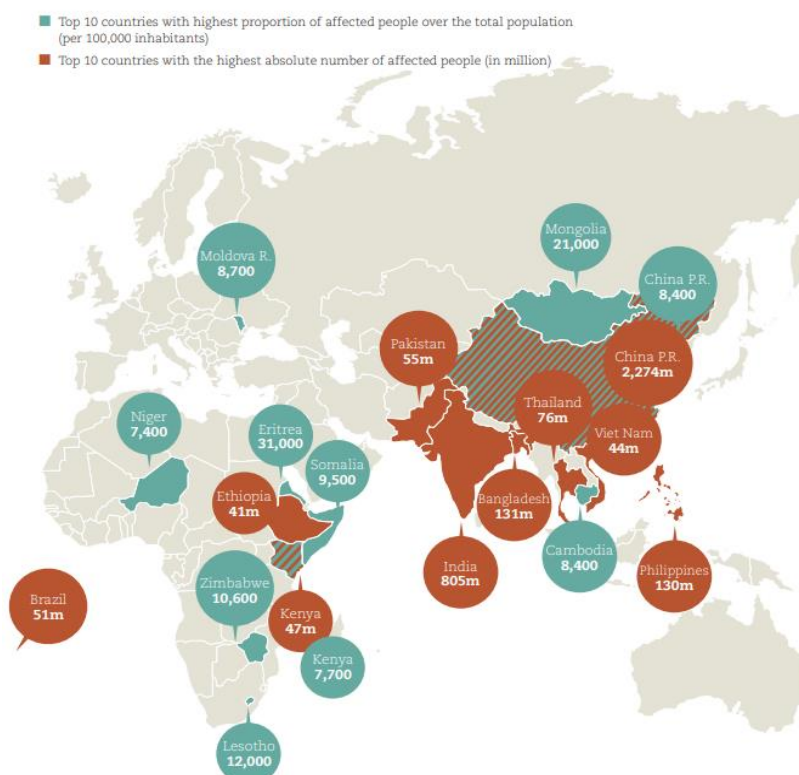 Top 10 countries with highest proportion of affected people over the total population
(per 100,000 inhabitants)
Top 10 countries with the highest absolute number of affected people (in million)
Mongolia
21,000
Moldova R.
8,700
China P.R.
8,400
Pakistan
55m
China P.R.
2,274m
Thailand
76m
Niger
7,400
Eritrea
31,000
Viet Nam
44m
Somalia
9,500
Ethiopia
41m
Bangladesh
131m
Cambodia
8,400
India
805m
Philippines
130m
Zimbabwe
10,600
Brazil
51m
Kenya
47m
Kenya
7,700
Lesotho
12,000